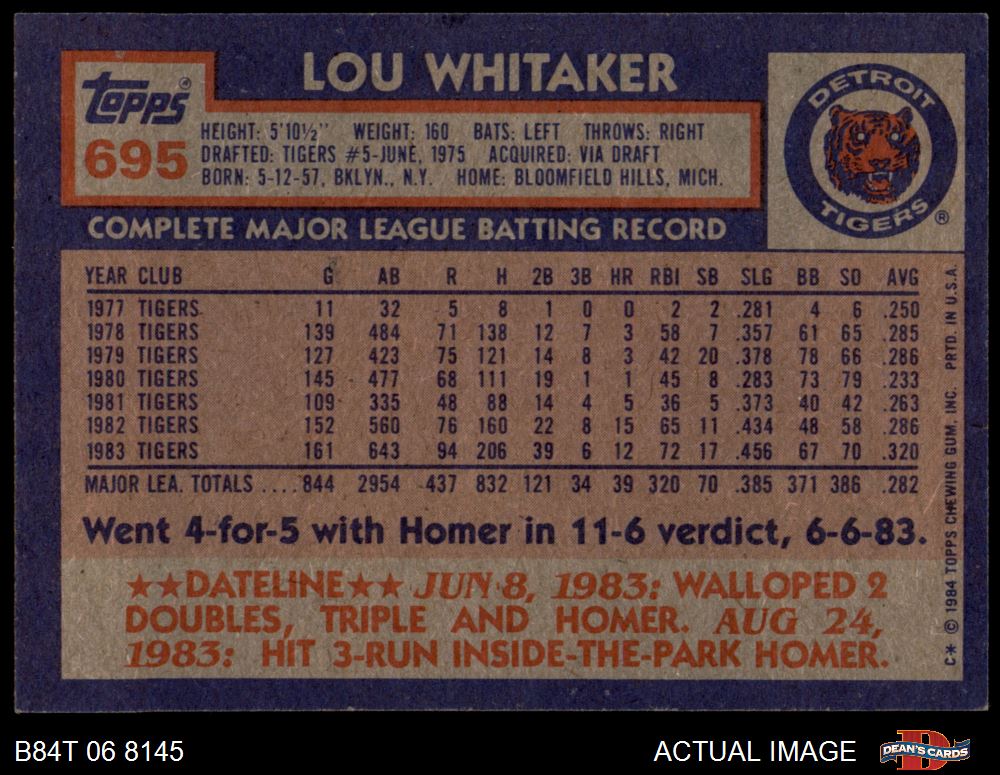 LOU WHITAKER
Topps®
695
HEIGHT: 5'10½" WEIGHT: 160 BATS: LEFT THROWS: RIGHT
DRAFTED: TIGERS #5-JUNE, 1975 ACQUIRED: VIA DRAFT
BORN: 5-12-57, BKLYN., N.Y. HOME: BLOOMFIELD HILLS, MICH.
DETROIT
TIGERS ®
COMPLETE MAJOR LEAGUE BATTING RECORD
YEAR CLUB G AB R H 2B 3B HR RBI SB SLG BB SO AVG
1977 TIGERS 11 32 5 8 1 0 0 2 2 .281 4 6 .250
1978 TIGERS 139 484 71 138 12 7 3 58 7 .357 61 65 .285
1979 TIGERS 127 423 75 121 14 8 3 42 20 .378 78 66 .286
1980 TIGERS 145 477 68 111 19 1 1 45 8 .283 73 79 .233
1981 TIGERS 109 335 48 88 14 4 5 36 5 .373 40 42 .263
1982 TIGERS 152 560 76 160 22 8 15 65 11 .434 48 58 .286
1983 TIGERS 161 643 94 206 39 6 12 72 17 .456 67 70 .320
MAJOR LEA. TOTALS .... 844 2954 437 832 121 34 39 320 70 .385 371 386 .282
Went 4-for-5 with Homer in 11-6 verdict, 6-6-83.
★★DATELINE★★ JUN 8, 1983: WALLOPED 2
DOUBLES, TRIPLE AND HOMER. AUG 24,
1983: HIT 3-RUN INSIDE-THE-PARK HOMER.
C* © 1984 TOPPS CHEWING GUM, INC. PRTD. IN U.S.A.
B84T 06 8145
ACTUAL IMAGE
D
DEAN'S CARDS